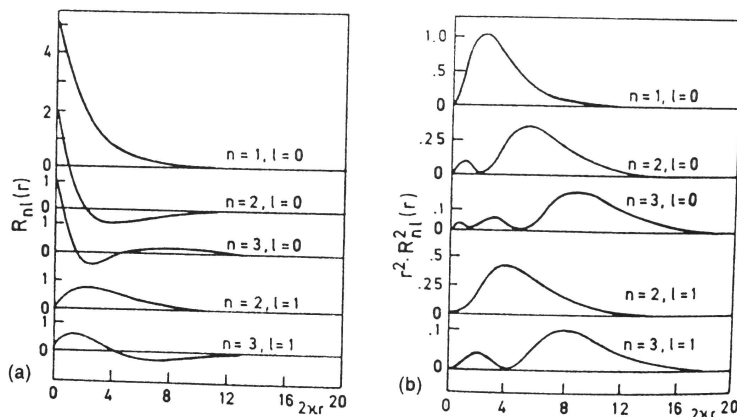 R_nl(r)
4
2
0
n=1, l=0
1
0
n=2, l=0
1
0
n=3, l=0
1
0
n=2, l=1
1
0
n=3, l=1
0 4 8 12 16 20
2ϰr
(a)
r²·R²_nl(r)
1.0
.5
0
n=1, l=0
.25
0
n=2, l=0
.1
0
n=3, l=0
.5
0
n=2, l=1
.1
0
n=3, l=1
0 4 8 12 16 20
2ϰr
(b)